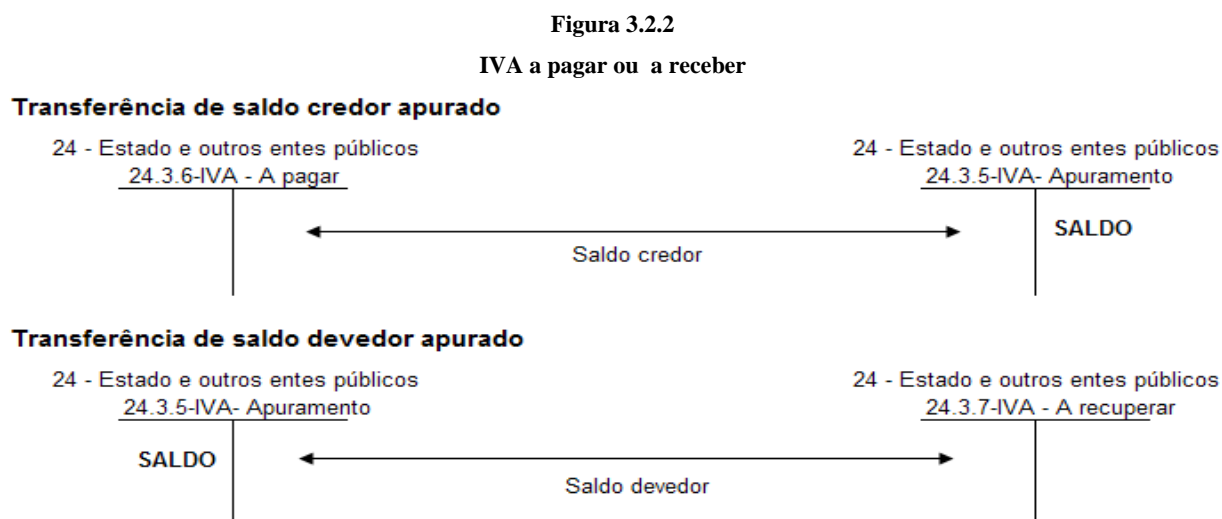 Figura 3.2.2
IVA a pagar ou a receber
Transferência de saldo credor apurado
24 - Estado e outros entes públicos
24.3.6-IVA - A pagar
24 - Estado e outros entes públicos
24.3.5-IVA- Apuramento
SALDO
Saldo credor
Transferência de saldo devedor apurado
24 - Estado e outros entes públicos
24.3.5-IVA- Apuramento
24 - Estado e outros entes públicos
24.3.7-IVA - A recuperar
SALDO
Saldo devedor